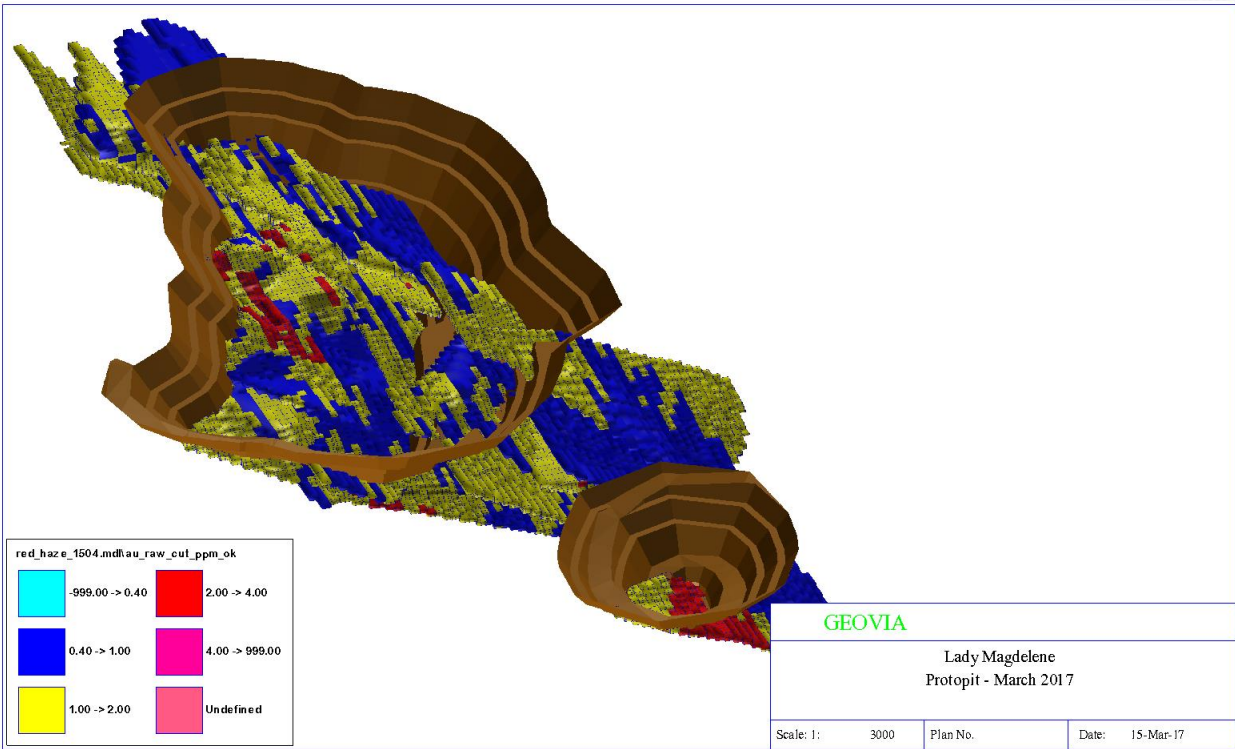 red_haze_1504.mdl\au_raw_cut_ppm_ok
-999.00 -> 0.40
2.00 -> 4.00
0.40 -> 1.00
4.00 -> 999.00
1.00 -> 2.00
Undefined
GEOVIA
Lady Magdelene
Protopit - March 2017
Scale: 1: 3000
Plan No.
Date: 15-Mar-17